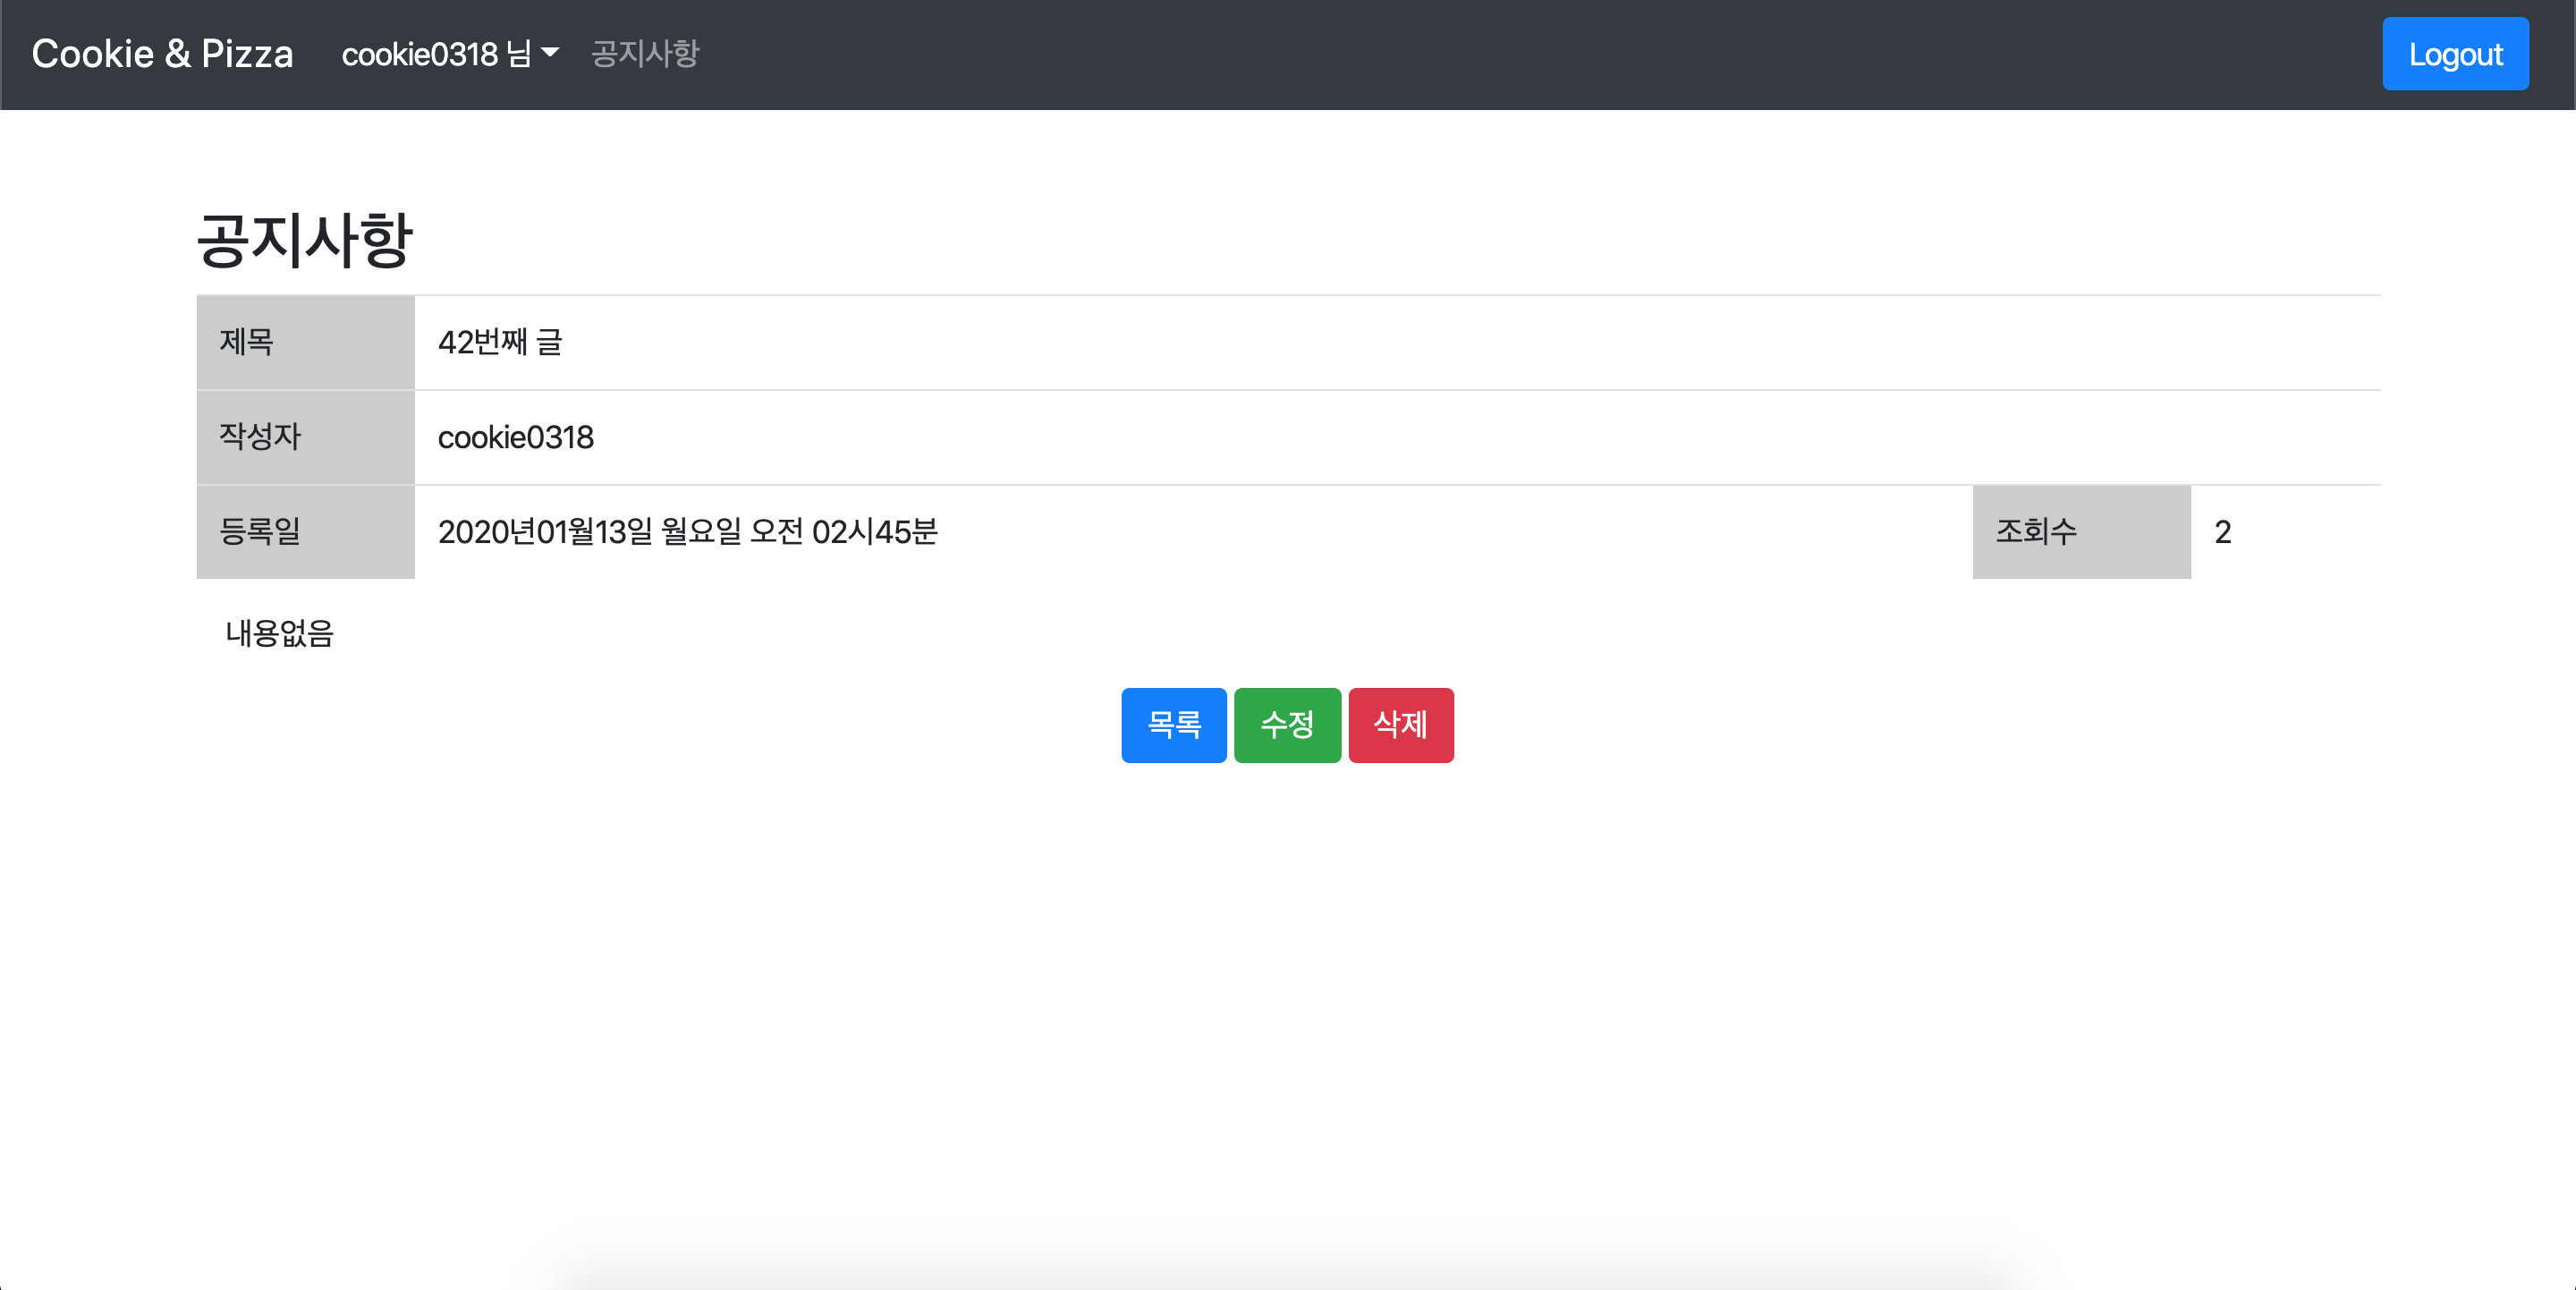 Cookie & Pizza cookie0318 님 공지사항 Logout
공지사항
제목 42번째 글
작성자 cookie0318
등록일 2020년01월13일 월요일 오전 02시45분 조회수 2
내용없음
목록 수정 삭제